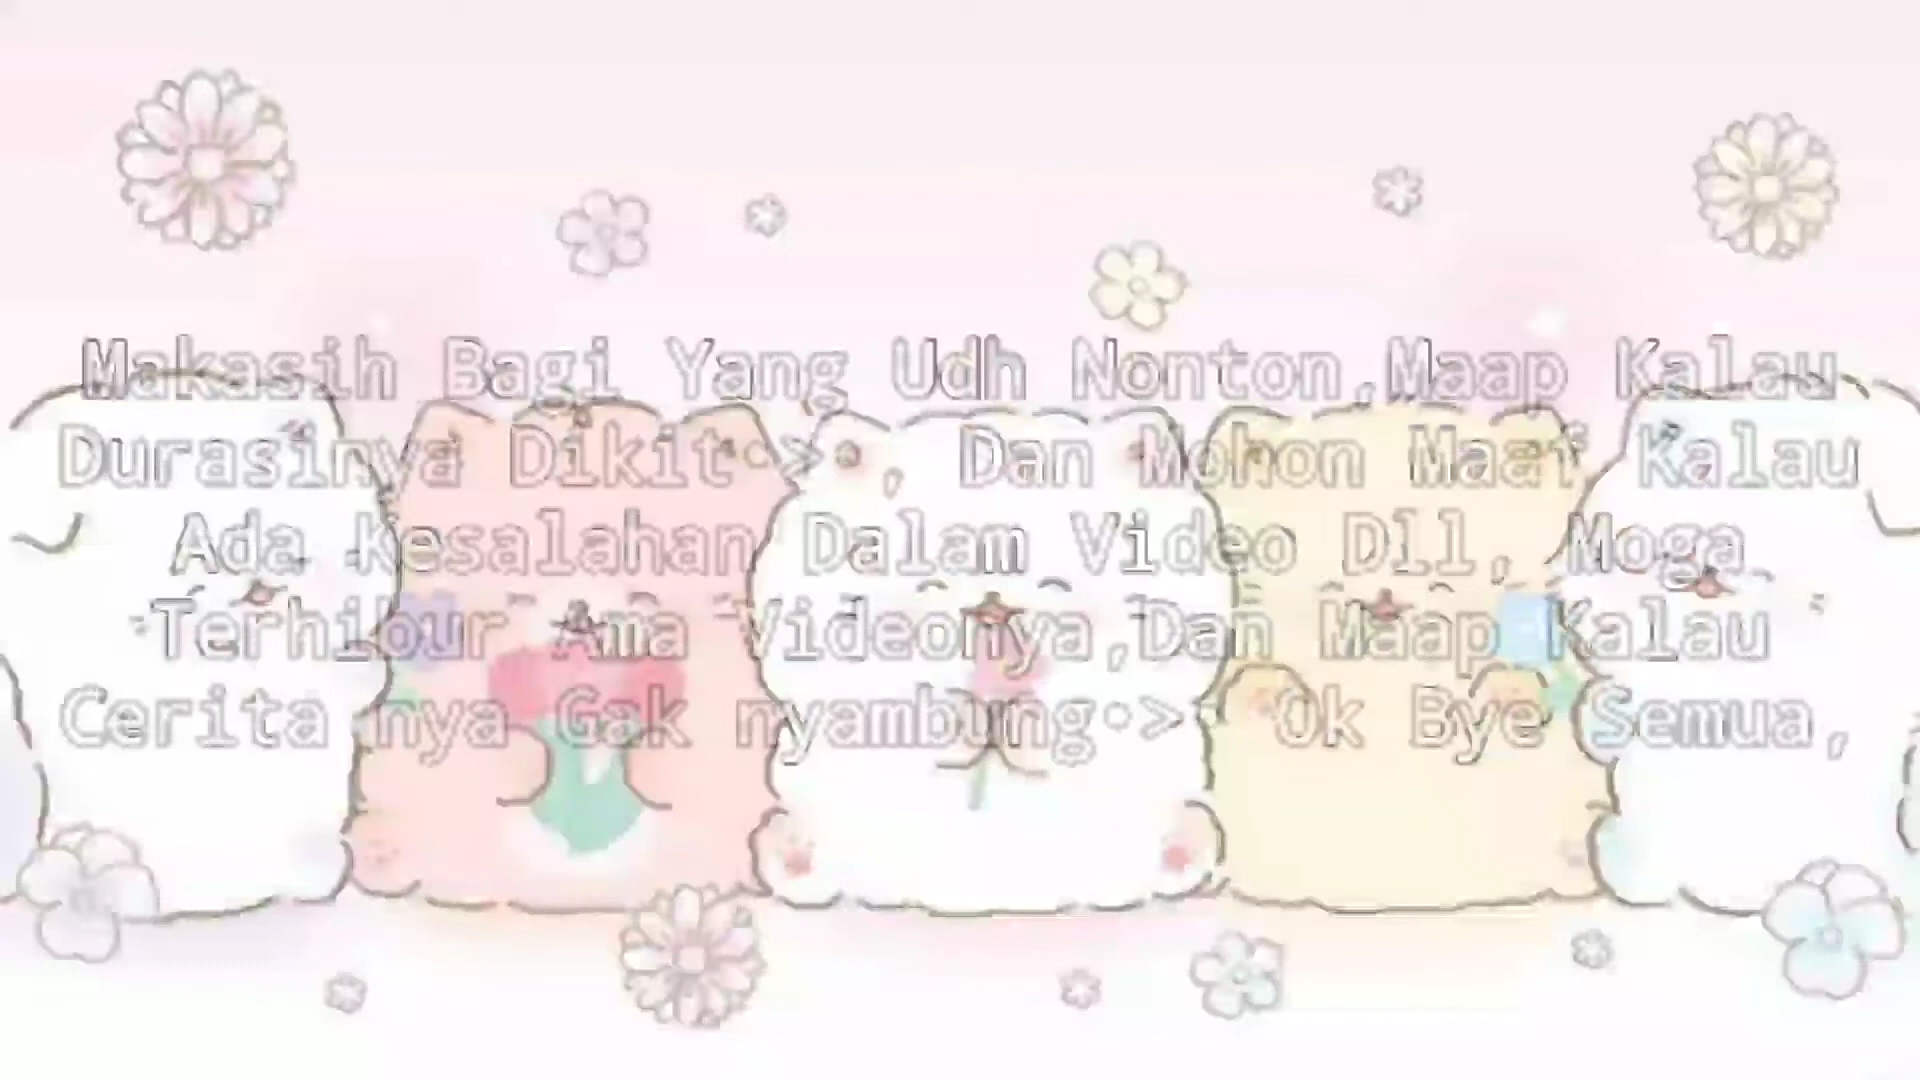 Makasih Bagi Yang Udh Nonton,Maap Kalau
Durasinya Dikit•>•, Dan Mohon Maaf Kalau
Ada Kesalahan Dalam Video Dll, Moga
Terhibur Ama Videonya,Dan Maap Kalau
Cerita nya Gak nyambung•>• Ok Bye Semua,